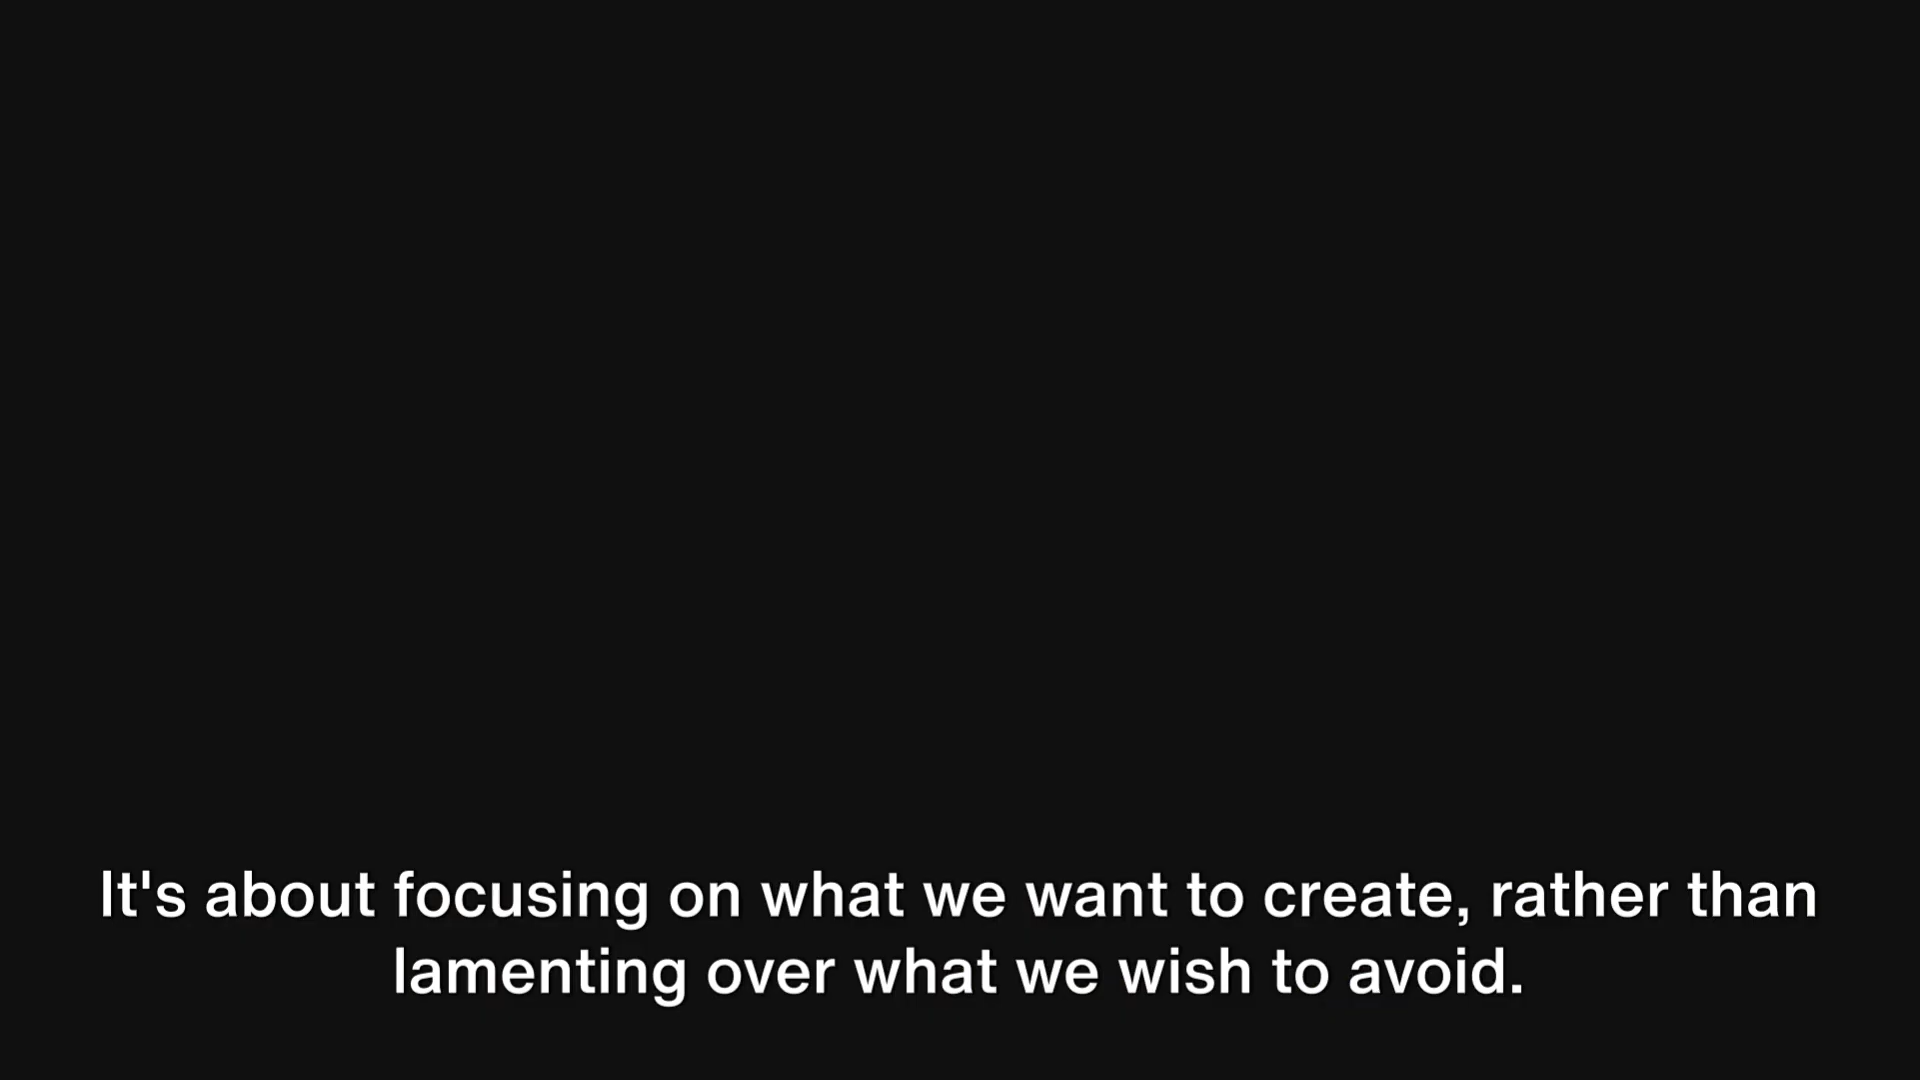 It's about focusing on what we want to create, rather than
lamenting over what we wish to avoid.